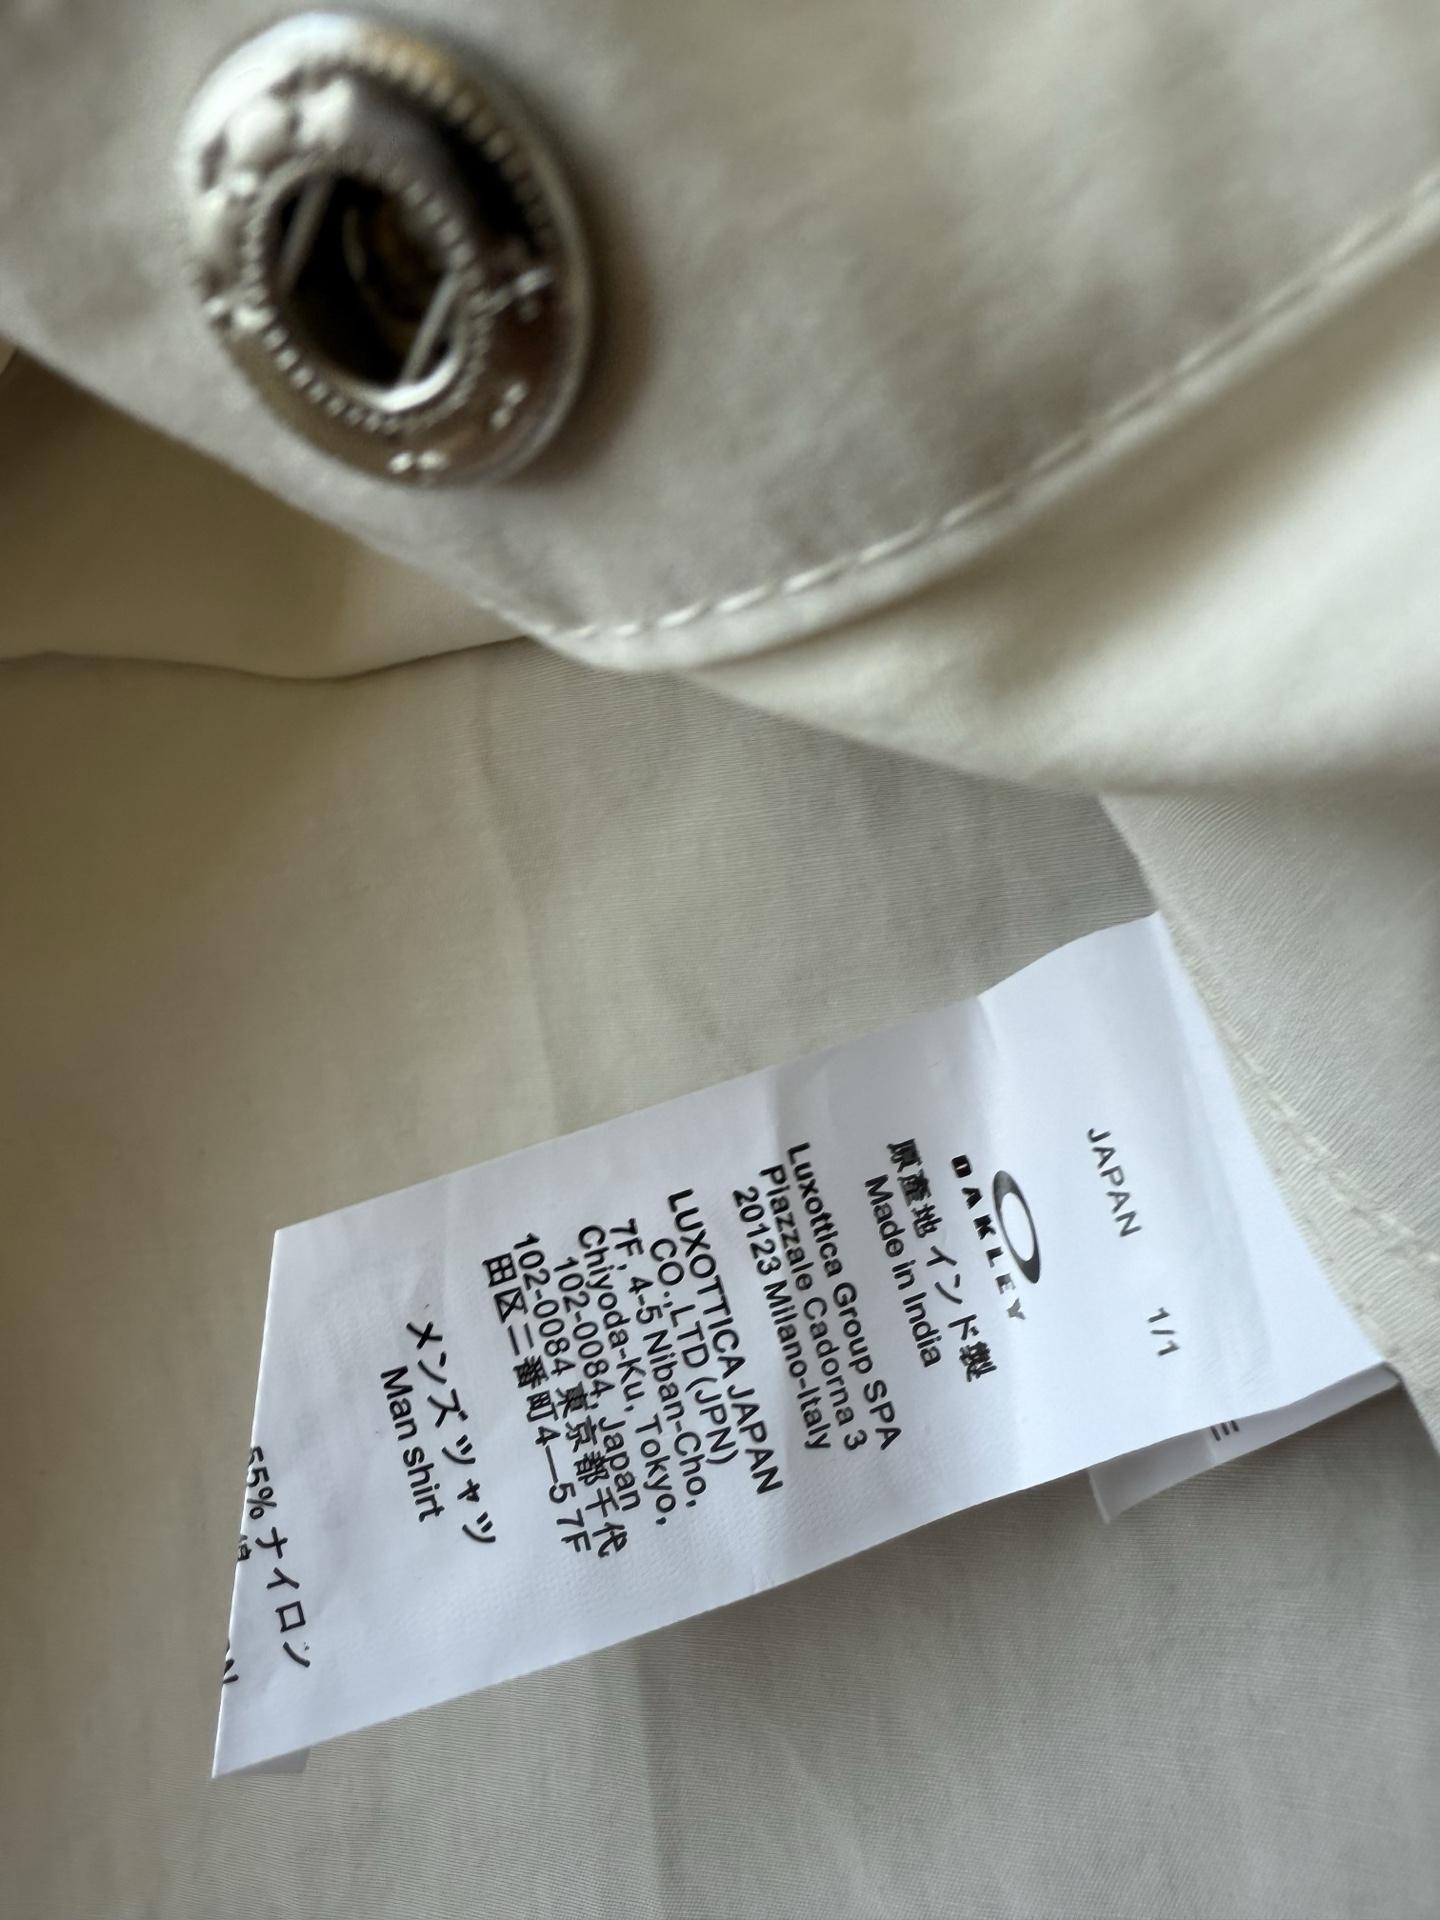 JAPAN 1/1
OAKLEY
原産地 インド製
Made in India
Luxottica Group SPA
Piazzale Cadorna 3
20123 Milano-Italy
LUXOTTICA JAPAN
CO.,LTD (JPN)
7F, 4-5 Niban-Cho,
Chiyoda-Ku, Tokyo,
102-0084, Japan
102-0084 東京都千代
田区二番町4—5 7F
メンズ シャツ
Man shirt
55% ナイロン